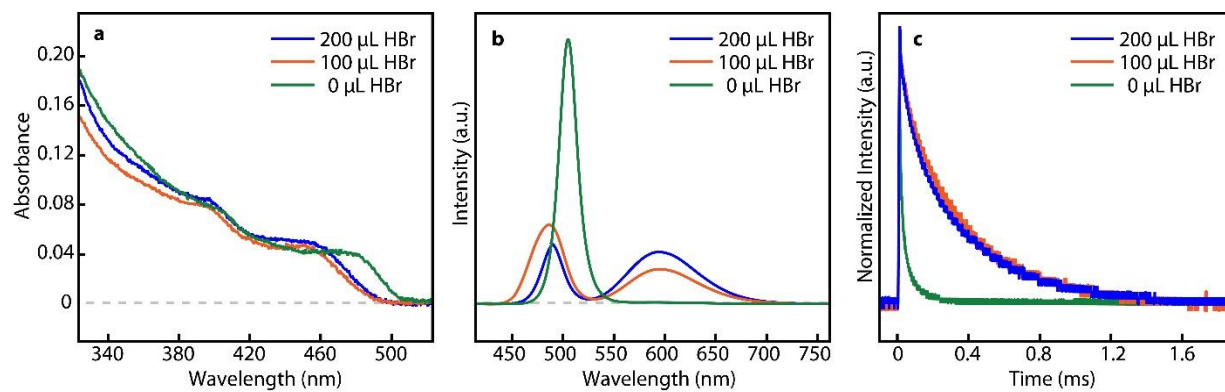 a
200 μL HBr
100 μL HBr
0 μL HBr
0.20
0.16
0.12
0.08
0.04
0
Absorbance
340 380 420 460 500
Wavelength (nm)
b
200 μL HBr
100 μL HBr
0 μL HBr
Intensity (a.u.)
450 500 550 600 650 700 750
Wavelength (nm)
c
200 μL HBr
100 μL HBr
0 μL HBr
Normalized Intensity (a.u.)
0 0.4 0.8 1.2 1.6
Time (ms)